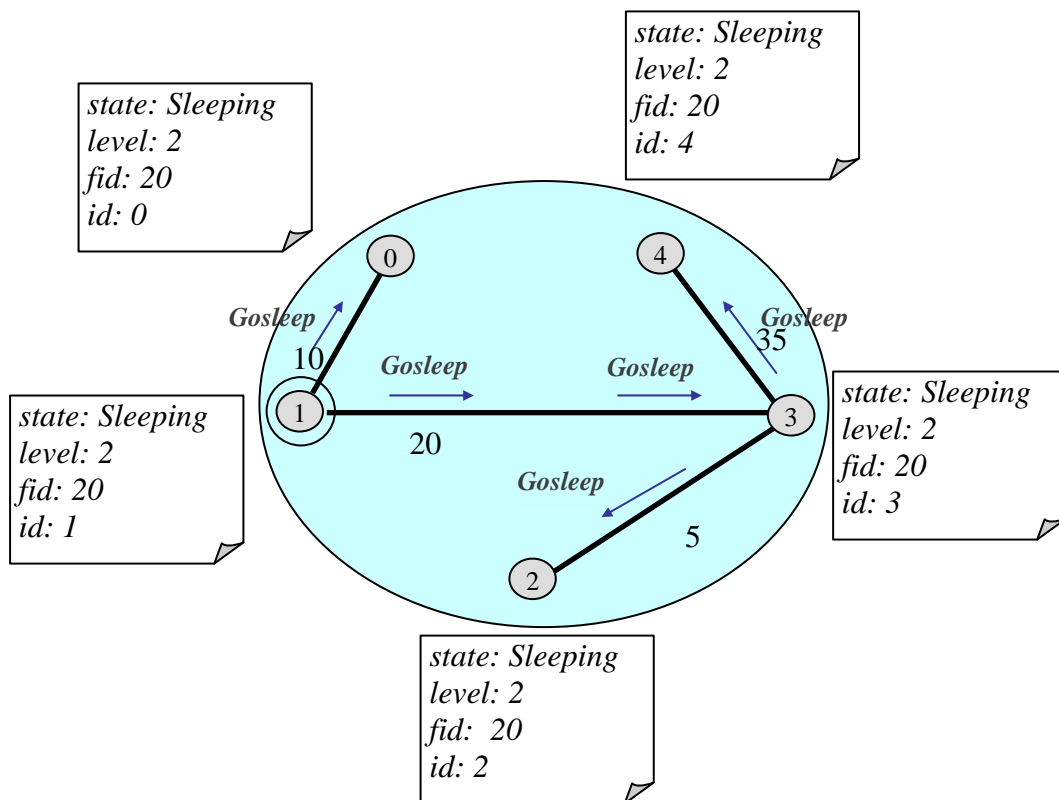 state: Sleeping
level: 2
fid: 20
id: 4
state: Sleeping
level: 2
fid: 20
id: 0
0
4
Gosleep
Gosleep
10
35
Gosleep
Gosleep
1
3
20
state: Sleeping
level: 2
fid: 20
id: 1
state: Sleeping
level: 2
fid: 20
id: 3
Gosleep
5
2
state: Sleeping
level: 2
fid:  20
id: 2